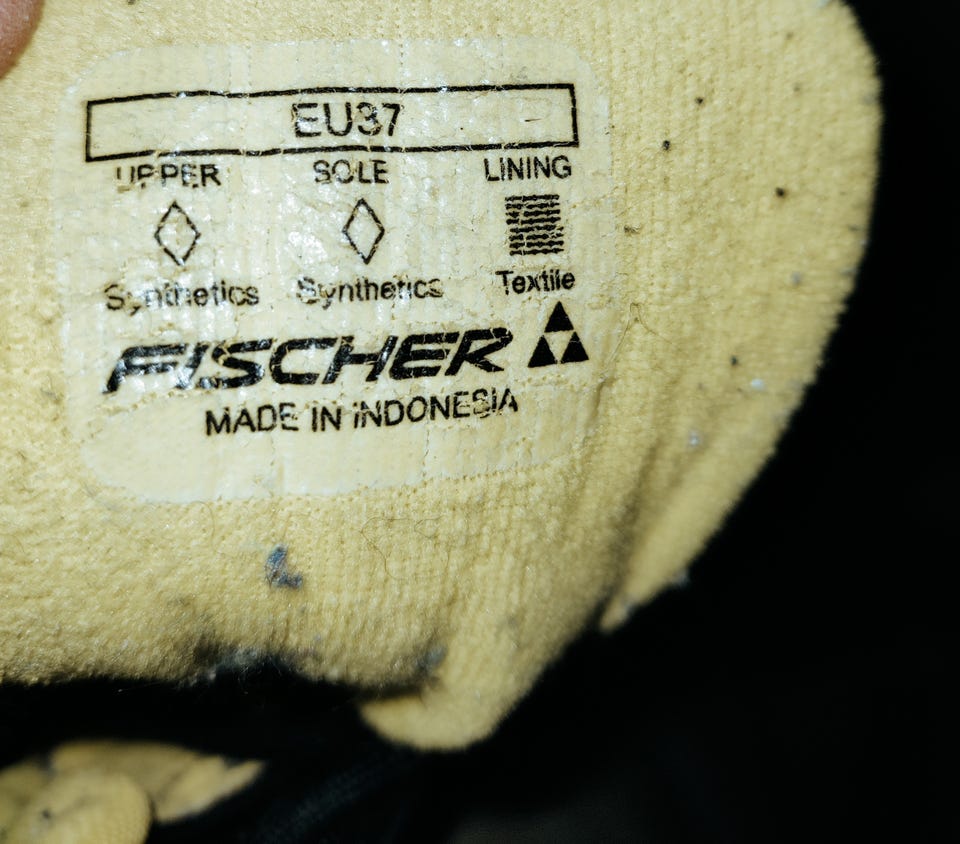 EU37
UPPER SOLE LINING
Synthetics Synthetics Textile
FISCHER
MADE IN INDONESIA